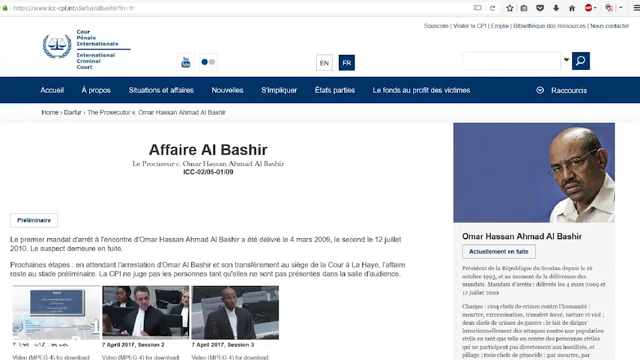 https://www.icc-cpi.int/darfur/albashir?ln=fr
Souscrire | Visiter la CPI | Emploi | Bibliothèque des ressources | Nous contacter
Cour
Pénale
Internationale
International
Criminal
Court
You
Tube
EN
FR
Accueil
À propos
Situations et affaires
Nouvelles
S'impliquer
États parties
Le fonds au profit des victimes
Raccourcis
Home › Darfur › The Prosecutor v. Omar Hassan Ahmad Al Bashir
Affaire Al Bashir
Le Procureur c. Omar Hassan Ahmad Al Bashir
ICC-02/05-01/09
Préliminaire
Le premier mandat d'arrêt à l'encontre d'Omar Hassan Ahmad Al Bashir a été délivré le 4 mars 2009, le second le 12 juillet
2010. Le suspect demeure en fuite.
Prochaines étapes : en attendant l'arrestation d'Omar Al Bashir et son transfèrement au siège de la Cour à La Haye, l'affaire
reste au stade préliminaire. La CPI ne juge pas les personnes tant qu'elles ne sont pas présentes dans la salle d'audience.
7 April 2017, Session 2
7 April 2017, Session 3
Video (MPEG-4) for download
Video (MPEG-4) for download
Video (MPEG-4) for download
Omar Hassan Ahmad Al Bashir
Actuellement en fuite
Président de la République du Soudan depuis le 16
octobre 1993, et au moment de la délivrance des
mandats. Mandats d'arrêt : délivrés les 4 mars 2009 et
12 juillet 2010
Charges : cinq chefs de crimes contre l'humanité :
meurtre, extermination, transfert forcé, torture et viol ;
deux chefs de crimes de guerre : le fait de diriger
intentionnellement des attaques contre une population
civile en tant que telle ou contre des personnes civiles
qui ne participent pas directement aux hostilités, et
pillage ; trois chefs de génocide : par meurtre, par